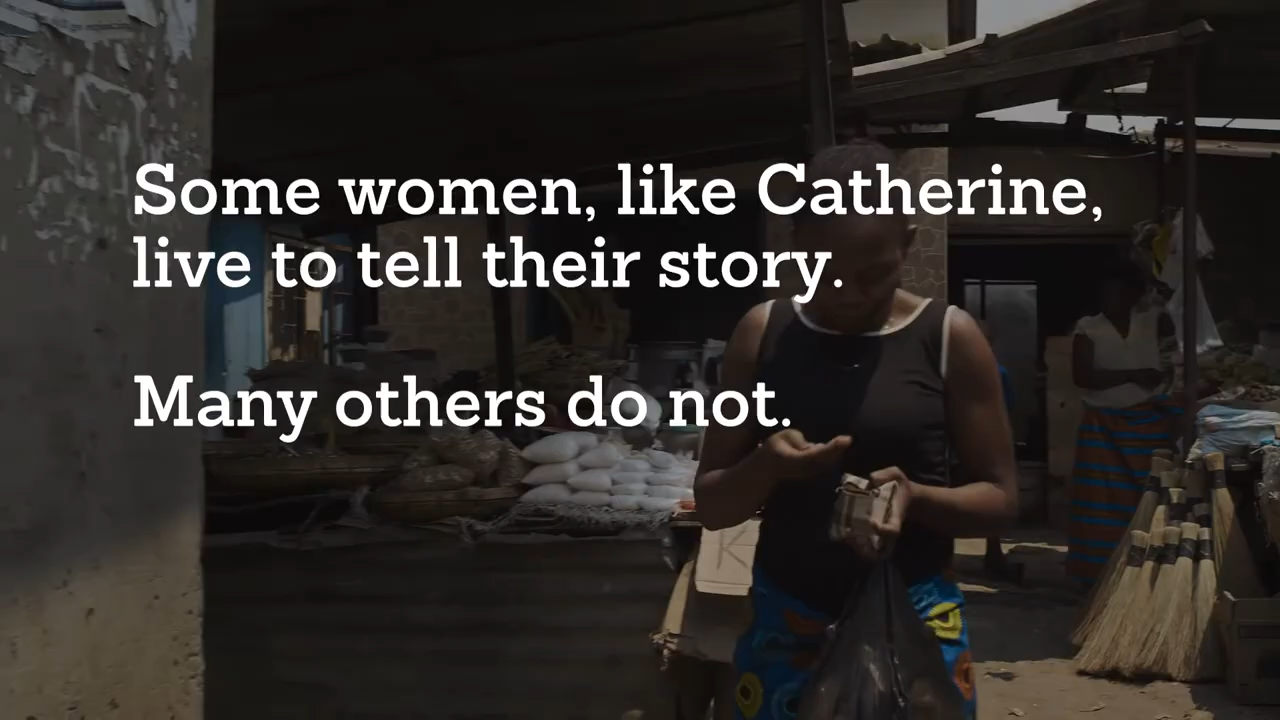 Some women, like Catherine,
live to tell their story.
Many others do not.
K